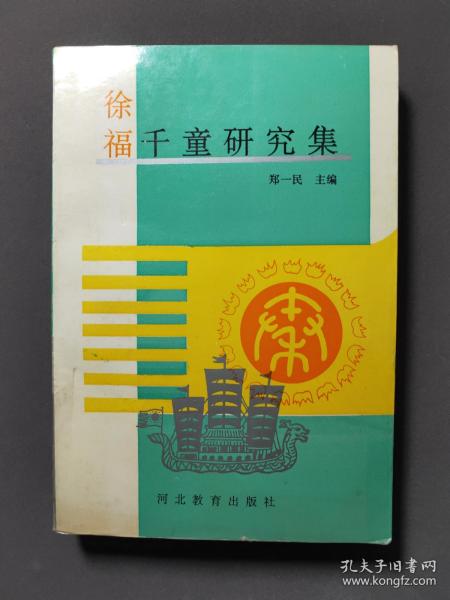 徐福千童研究集
郑一民 主编
秦
河北教育出版社
孔夫子旧书网
www.kongfz.com